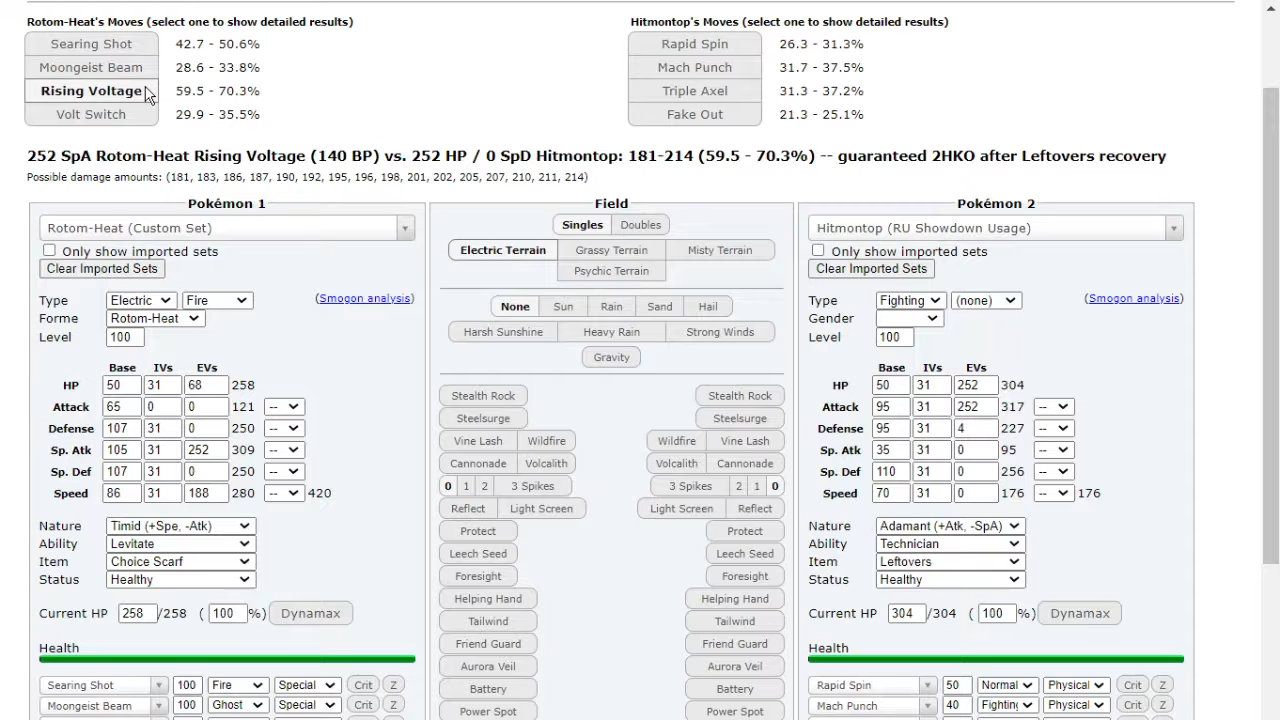 Rotom-Heat's Moves (select one to show detailed results)
Searing Shot 42.7 - 50.6%
Moongeist Beam 28.6 - 33.8%
Rising Voltage 59.5 - 70.3%
Volt Switch 29.9 - 35.5%
Hitmontop's Moves (select one to show detailed results)
Rapid Spin 26.3 - 31.3%
Mach Punch 31.7 - 37.5%
Triple Axel 31.3 - 37.2%
Fake Out 21.3 - 25.1%
252 SpA Rotom-Heat Rising Voltage (140 BP) vs. 252 HP / 0 SpD Hitmontop: 181-214 (59.5 - 70.3%) -- guaranteed 2HKO after Leftovers recovery
Possible damage amounts: (181, 183, 186, 187, 190, 192, 195, 196, 198, 201, 202, 205, 207, 210, 211, 214)
Pokémon 1
Rotom-Heat (Custom Set)
Only show imported sets
Clear Imported Sets
Type Electric Fire (Smogon analysis)
Forme Rotom-Heat
Level 100
Base IVs EVs
HP 50 31 68 258
Attack 65 0 0 121 --
Defense 107 31 0 250 --
Sp. Atk 105 31 252 309 --
Sp. Def 107 31 0 250 --
Speed 86 31 188 280 -- 420
Nature Timid (+Spe, -Atk)
Ability Levitate
Item Choice Scarf
Status Healthy
Current HP 258 /258 ( 100 %) Dynamax
Health
Searing Shot 100 Fire Special Crit Z
Moongeist Beam 100 Ghost Special Crit Z
Field
Singles Doubles
Electric Terrain Grassy Terrain Misty Terrain
Psychic Terrain
None Sun Rain Sand Hail
Harsh Sunshine Heavy Rain Strong Winds
Gravity
Stealth Rock Stealth Rock
Steelsurge Steelsurge
Vine Lash Wildfire Wildfire Vine Lash
Cannonade Volcalith Volcalith Cannonade
0 1 2 3 Spikes 3 Spikes 2 1 0
Reflect Light Screen Light Screen Reflect
Protect Protect
Leech Seed Leech Seed
Foresight Foresight
Helping Hand Helping Hand
Tailwind Tailwind
Friend Guard Friend Guard
Aurora Veil Aurora Veil
Battery Battery
Power Spot Power Spot
Pokémon 2
Hitmontop (RU Showdown Usage)
Only show imported sets
Clear Imported Sets
Type Fighting (none) (Smogon analysis)
Gender
Level 100
Base IVs EVs
HP 50 31 252 304
Attack 95 31 252 317 --
Defense 95 31 4 227 --
Sp. Atk 35 31 0 95 --
Sp. Def 110 31 0 256 --
Speed 70 31 0 176 -- 176
Nature Adamant (+Atk, -SpA)
Ability Technician
Item Leftovers
Status Healthy
Current HP 304 /304 ( 100 %) Dynamax
Health
Rapid Spin 50 Normal Physical Crit Z
Mach Punch 40 Fighting Physical Crit Z